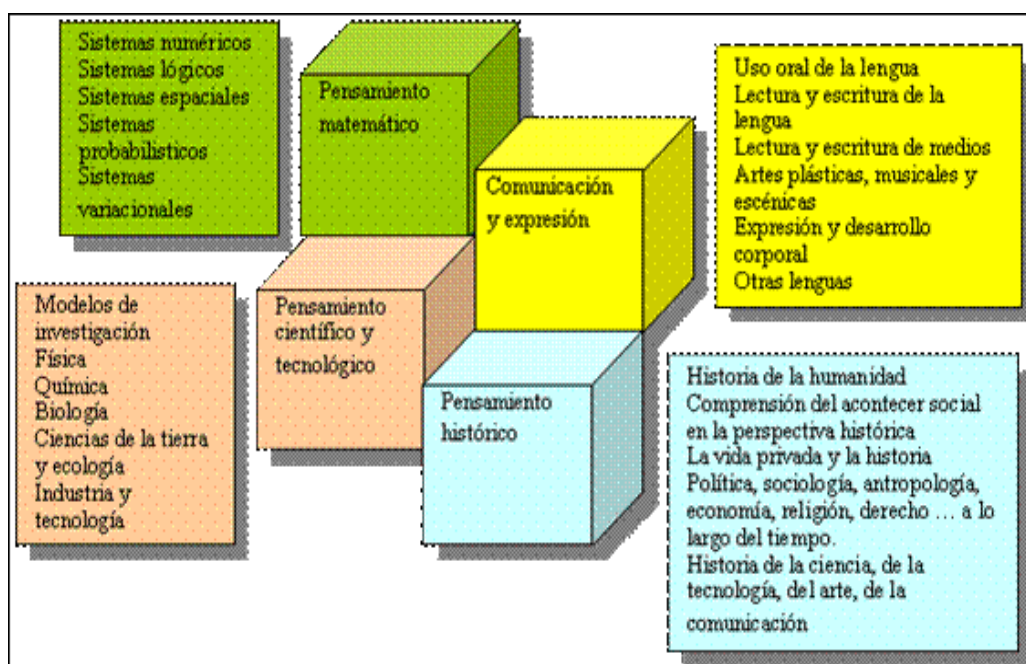 Sistemas numéricos
Sistemas lógicos
Sistemas espaciales
Sistemas
probabilisticos
Sistemas
variacionales
Pensamiento
matemático
Comunicación
y expresión
Uso oral de la lengua
Lectura y escritura de la
lengua
Lectura y escritura de medios
Artes plásticas, musicales y
escénicas
Expresión y desarrollo
corporal
Otras lenguas
Modelos de
investigación
Física
Química
Biología
Ciencias de la tierra
y ecología
Industria y
tecnología
Pensamiento
científico y
tecnológico
Pensamiento
histórico
Historia de la humanidad
Comprensión del acontecer social
en la perspectiva histórica
La vida privada y la historia
Política, sociología, antropología,
economía, religión, derecho ... a lo
largo del tiempo.
Historia de la ciencia, de la
tecnología, del arte, de la
comunicación